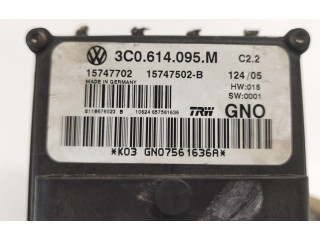 3C0.614.095.M C2.2
15747702 15747502-B 124/05
MADE IN GERMANY
HW:015
SW:0001
TRW GNO
*K03 GN07561636A*